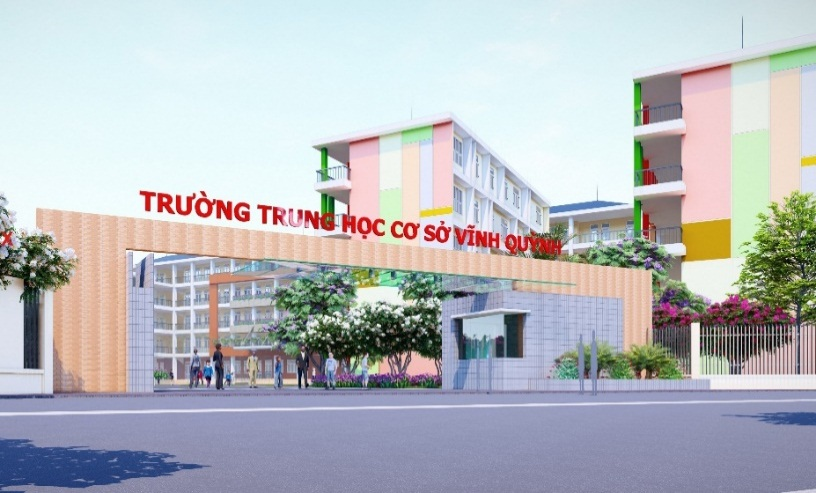 TRƯỜNG TRUNG HỌC CƠ SỞ VĨNH QUỲNH